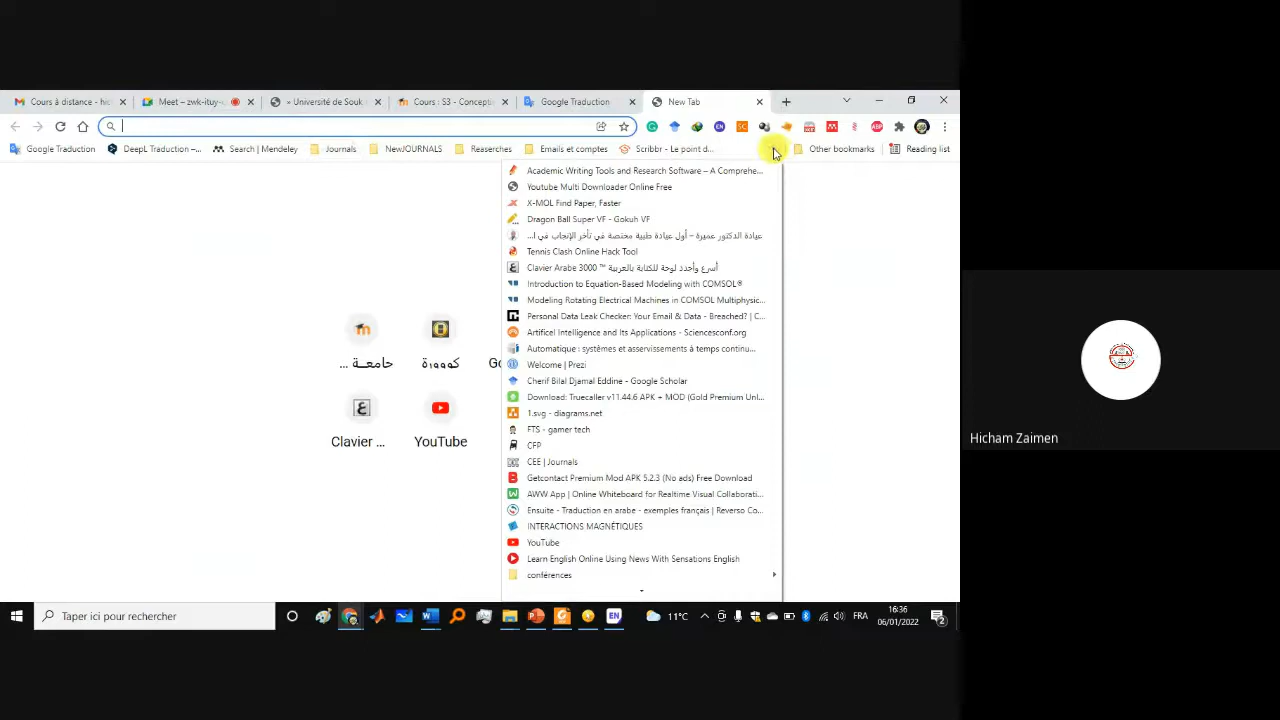 Cours à distance - hic
Meet – zwk-ituy-
» Université de Souk
Cours : S3 - Concepti
Google Traduction
New Tab
Google Traduction
DeepL Traduction –...
Search | Mendeley
Journals
NewJOURNALS
Reaserches
Emails et comptes
Scribbr - Le point d...
Other bookmarks
Reading list
Academic Writing Tools and Research Software – A Comprehe...
Youtube Multi Downloader Online Free
X-MOL Find Paper, Faster
Dragon Ball Super VF - Gokuh VF
عيادة الدكتور عميرة – أول عيادة طبية مختصة في تأخر الإنجاب في ا...
Tennis Clash Online Hack Tool
Clavier Arabe 3000 ™ أسرع وأجدد لوحة للكتابة بالعربية
Introduction to Equation-Based Modeling with COMSOL®
Modeling Rotating Electrical Machines in COMSOL Multiphysic...
Personal Data Leak Checker: Your Email & Data - Breached? | C...
Artificel Intelligence and Its Applications - Sciencesconf.org
Automatique : systèmes et asservissements à temps continu...
Welcome | Prezi
Cherif Bilal Djamal Eddine - Google Scholar
Download: Truecaller v11.44.6 APK + MOD (Gold Premium Unl...
1.svg - diagrams.net
FTS - gamer tech
CFP
CEE | Journals
Getcontact Premium Mod APK 5.2.3 (No ads) Free Download
AWW App | Online Whiteboard for Realtime Visual Collaborati...
Ensuite - Traduction en arabe - exemples français | Reverso Co...
INTERACTIONS MAGNÉTIQUES
YouTube
Learn English Online Using News With Sensations English
conférences
حامعــة ...
كووورة
Go
Clavier ...
YouTube
Hicham Zaimen
Taper ici pour rechercher
11°C
FRA
16:36
06/01/2022